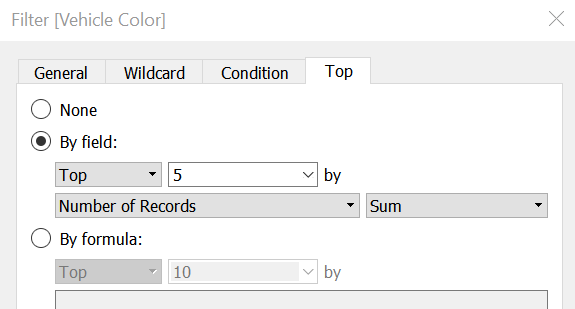 Filter [Vehicle Color]
General Wildcard Condition Top
None
By field:
Top 5 by
Number of Records Sum
By formula:
Top 10 by